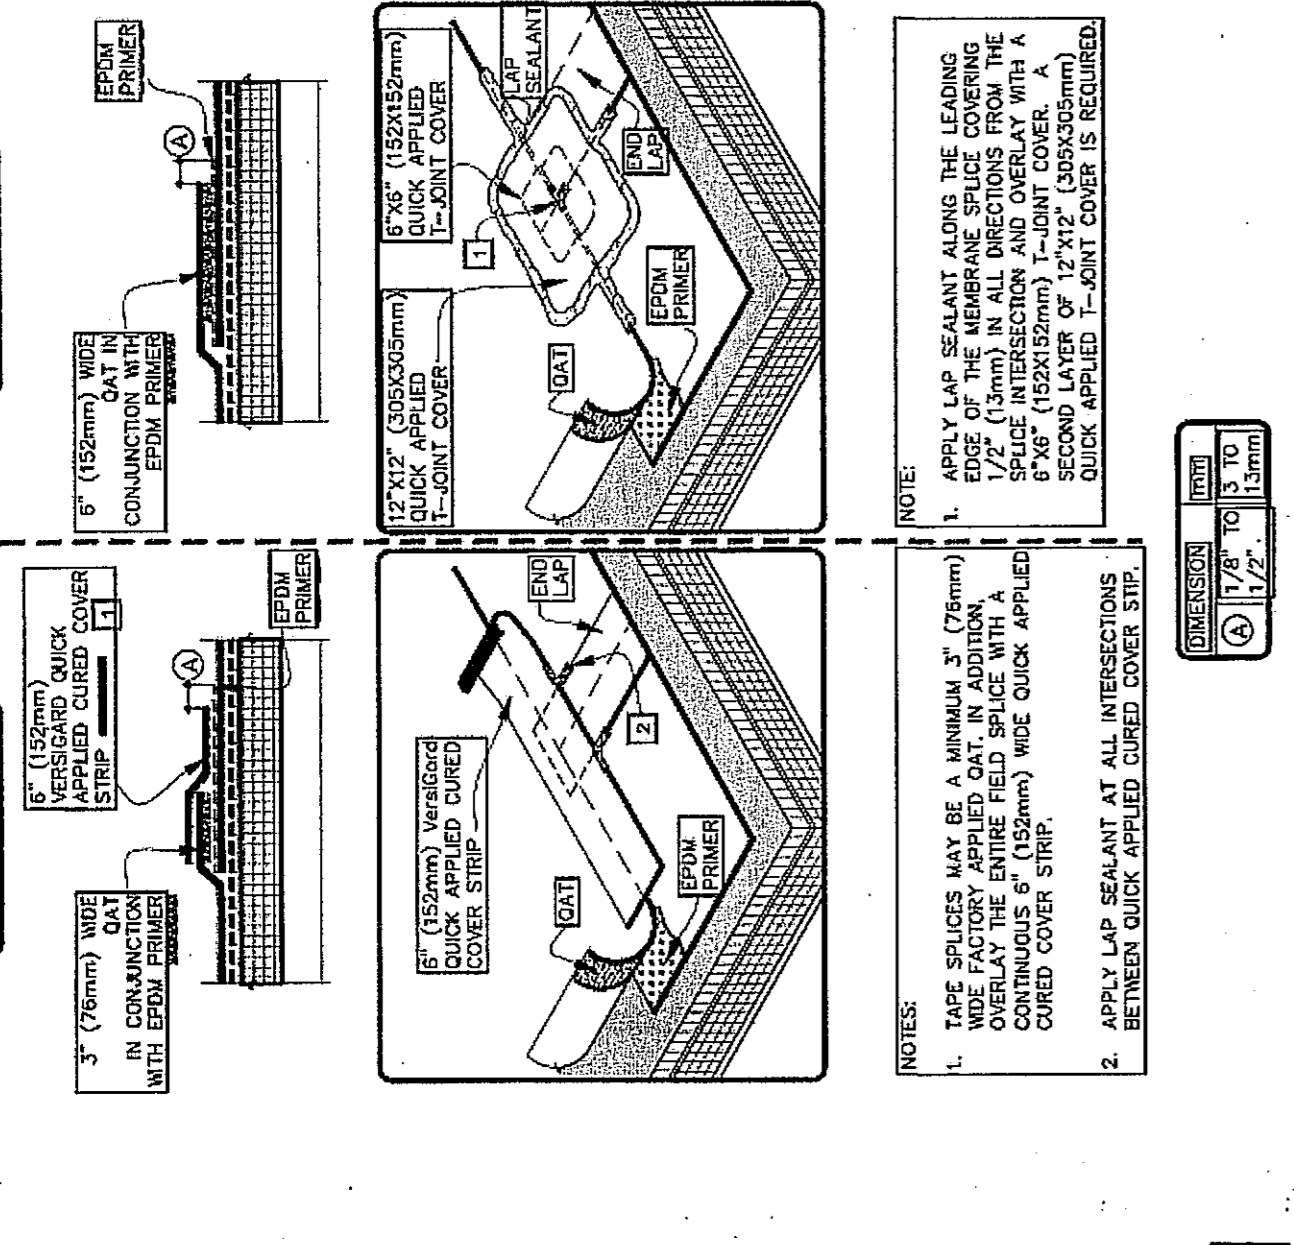 6" (152mm)
VERSIGARD QUICK
APPLIED CURED COVER
STRIP 1
3" (76mm) WIDE
QAT
IN CONJUNCTION
WITH EPDM PRIMER
A
EPDM
PRIMER
6" (152mm) VersiGard
QUICK APPLIED CURED
COVER STRIP
END
LAP
QAT
2
EPDM
PRIMER
NOTES:
1. TAPE SPLICES MAY BE A MINIMUM 3" (76mm)
WIDE FACTORY APPLIED QAT. IN ADDITION,
OVERLAY THE ENTIRE FIELD SPLICE WITH A
CONTINUOUS 6" (152mm) WIDE QUICK APPLIED
CURED COVER STRIP.
2. APPLY LAP SEALANT AT ALL INTERSECTIONS
BETWEEN QUICK APPLIED CURED COVER STIP.
EPDM
PRIMER
A
6" (152mm) WIDE
QAT IN
CONJUNCTION WITH
EPDM PRIMER
6"X6" (152X152mm)
QUICK APPLIED
T-JOINT COVER
LAP
SEALANT
12"X12" (305X305mm)
QUICK APPLIED
T-JOINT COVER
1
END
LAP
QAT
EPDM
PRIMER
NOTE:
1. APPLY LAP SEALANT ALONG THE LEADING
EDGE OF THE MEMBRANE SPLICE COVERING
1/2" (13mm) IN ALL DIRECTIONS FROM THE
SPLICE INTERSECTION AND OVERLAY WITH A
6"X6" (152X152mm) T-JOINT COVER. A
SECOND LAYER OF 12"X12" (305X305mm)
QUICK APPLIED T-JOINT COVER IS REQUIRED.
DIMENSION mm
A 1/8" TO 3 TO
1/2". 13mm